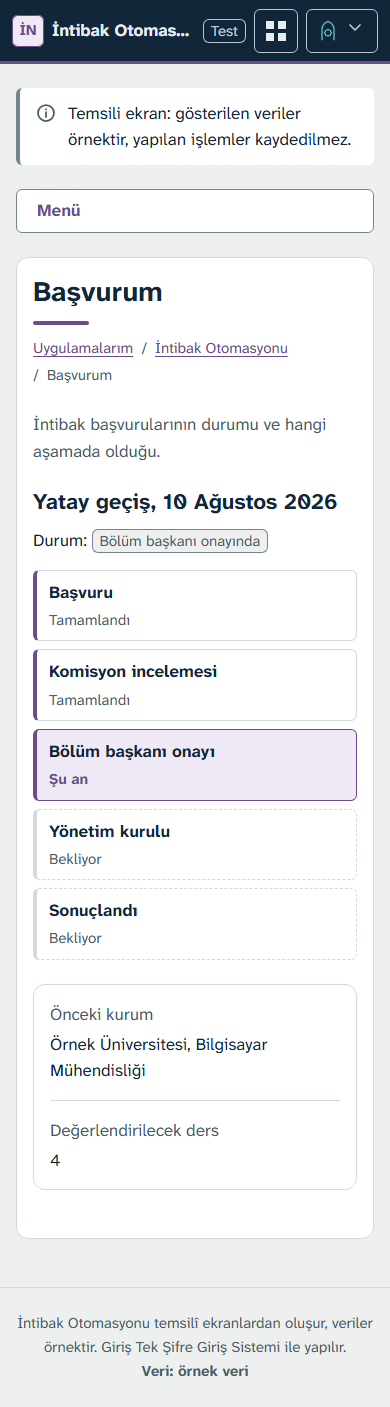 İN İntibak Otomas... Test
Temsili ekran: gösterilen veriler
örnektir, yapılan işlemler kaydedilmez.
Menü
Başvurum
Uygulamalarım / İntibak Otomasyonu
/ Başvurum
İntibak başvurularının durumu ve hangi
aşamada olduğu.
Yatay geçiş, 10 Ağustos 2026
Durum: Bölüm başkanı onayında
Başvuru
Tamamlandı
Komisyon incelemesi
Tamamlandı
Bölüm başkanı onayı
Şu an
Yönetim kurulu
Bekliyor
Sonuçlandı
Bekliyor
Önceki kurum
Örnek Üniversitesi, Bilgisayar
Mühendisliği
Değerlendirilecek ders
4
İntibak Otomasyonu temsilî ekranlardan oluşur, veriler
örnektir. Giriş Tek Şifre Giriş Sistemi ile yapılır.
Veri: örnek veri